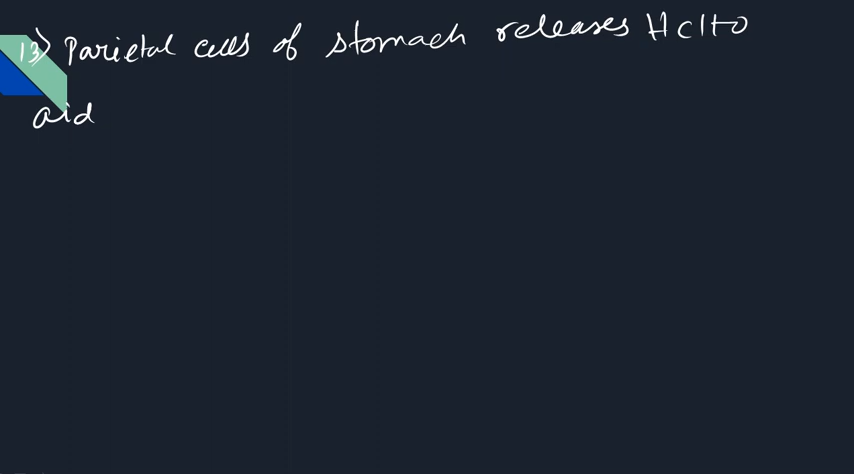 13) Parietal cells of stomach releases Hcl to
aid